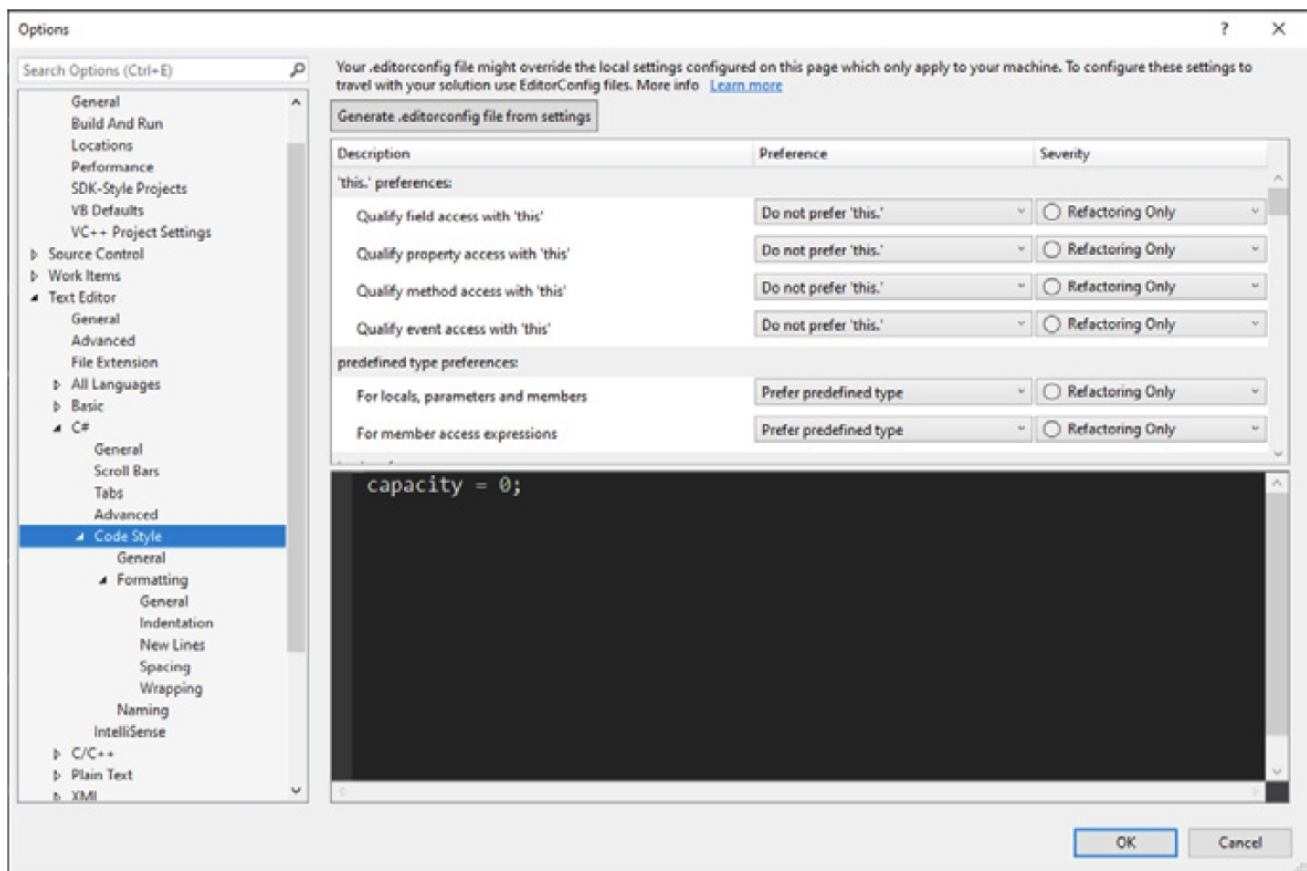 Options
?
Search Options (Ctrl+E)
General
Build And Run
Locations
Performance
SDK-Style Projects
VB Defaults
VC++ Project Settings
Source Control
Work Items
Text Editor
General
Advanced
File Extension
All Languages
Basic
C#
General
Scroll Bars
Tabs
Advanced
Code Style
General
Formatting
General
Indentation
New Lines
Spacing
Wrapping
Naming
IntelliSense
C/C++
Plain Text
XML
Your .editorconfig file might override the local settings configured on this page which only apply to your machine. To configure these settings to
travel with your solution use EditorConfig files. More info Learn more
Generate .editorconfig file from settings
Description Preference Severity
'this.' preferences:
Qualify field access with 'this' Do not prefer 'this.' Refactoring Only
Qualify property access with 'this' Do not prefer 'this.' Refactoring Only
Qualify method access with 'this' Do not prefer 'this.' Refactoring Only
Qualify event access with 'this' Do not prefer 'this.' Refactoring Only
predefined type preferences:
For locals, parameters and members Prefer predefined type Refactoring Only
For member access expressions Prefer predefined type Refactoring Only
capacity = 0;
OK Cancel